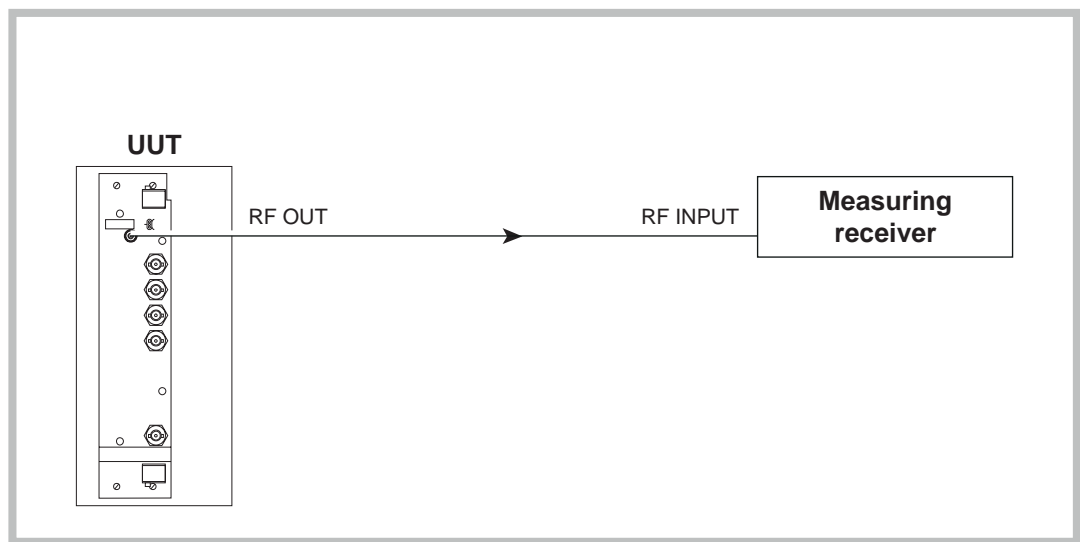 UUT
RF OUT
RF INPUT
Measuring
receiver